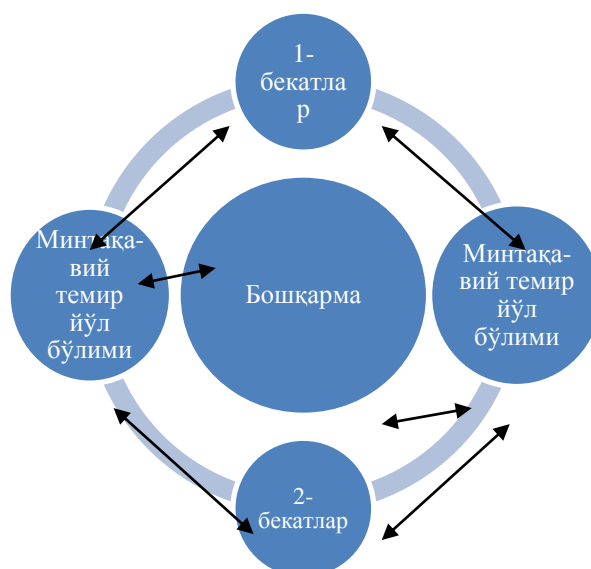 1-
бекатла
р
Минтақа-
вий
темир
йўл
бўлими
Бошқарма
Минтақа-
вий темир
йўл
бўлими
2-
бекатлар